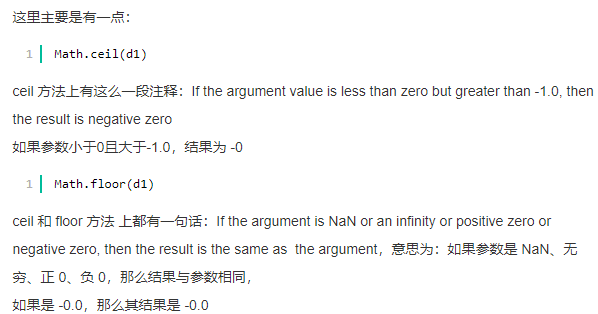 这里主要是有一点：
1 Math.ceil(d1)
ceil 方法上有这么一段注释：If the argument value is less than zero but greater than -1.0, then
the result is negative zero
如果参数小于0且大于-1.0，结果为 -0
1 Math.floor(d1)
ceil 和 floor 方法 上都有一句话：If the argument is NaN or an infinity or positive zero or
negative zero, then the result is the same as the argument，意思为：如果参数是 NaN、无
穷、正 0、负 0，那么结果与参数相同，
如果是 -0.0，那么其结果是 -0.0